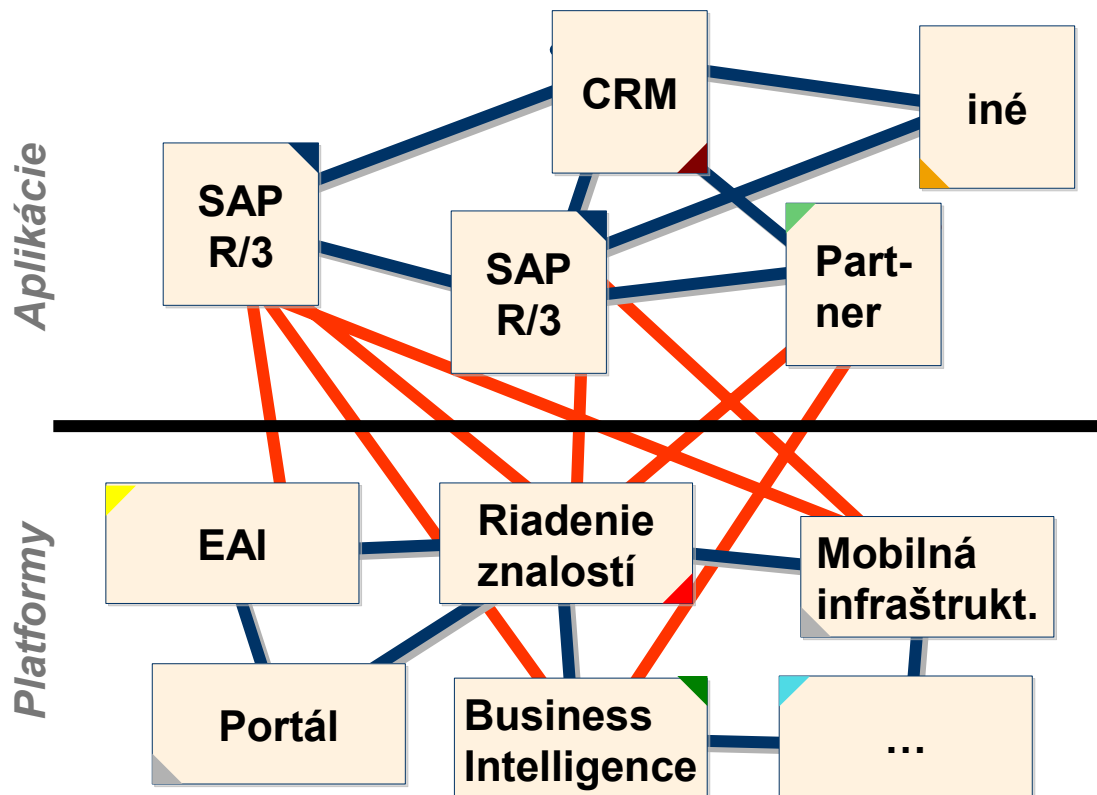 Aplikácie
CRM
iné
SAP
R/3
SAP
R/3
Part-
ner
Platformy
EAI
Riadenie
znalostí
Mobilná
infraštrukt.
Portál
Business
Intelligence
...